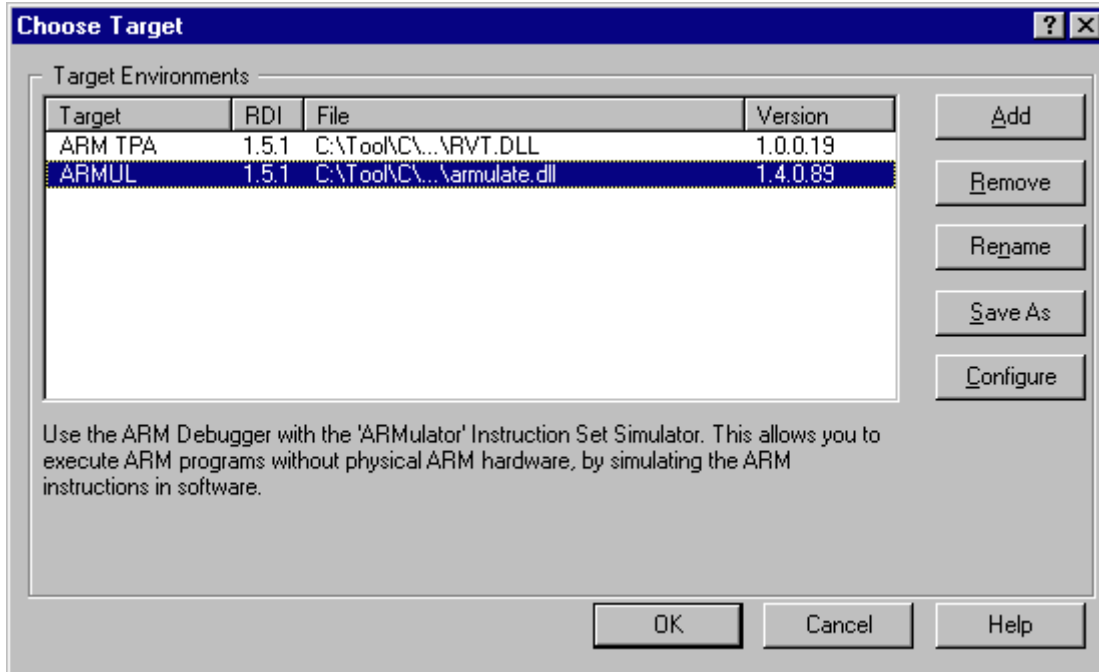 Choose Target
Target Environments
Target RDI File Version
ARM TPA 1.5.1 C:\Tool\C\...\RVT.DLL 1.0.0.19
ARMUL 1.5.1 C:\Tool\C\...\armulate.dll 1.4.0.89
Add
Remove
Rename
Save As
Configure
Use the ARM Debugger with the 'ARMulator' Instruction Set Simulator. This allows you to
execute ARM programs without physical ARM hardware, by simulating the ARM
instructions in software.
OK Cancel Help